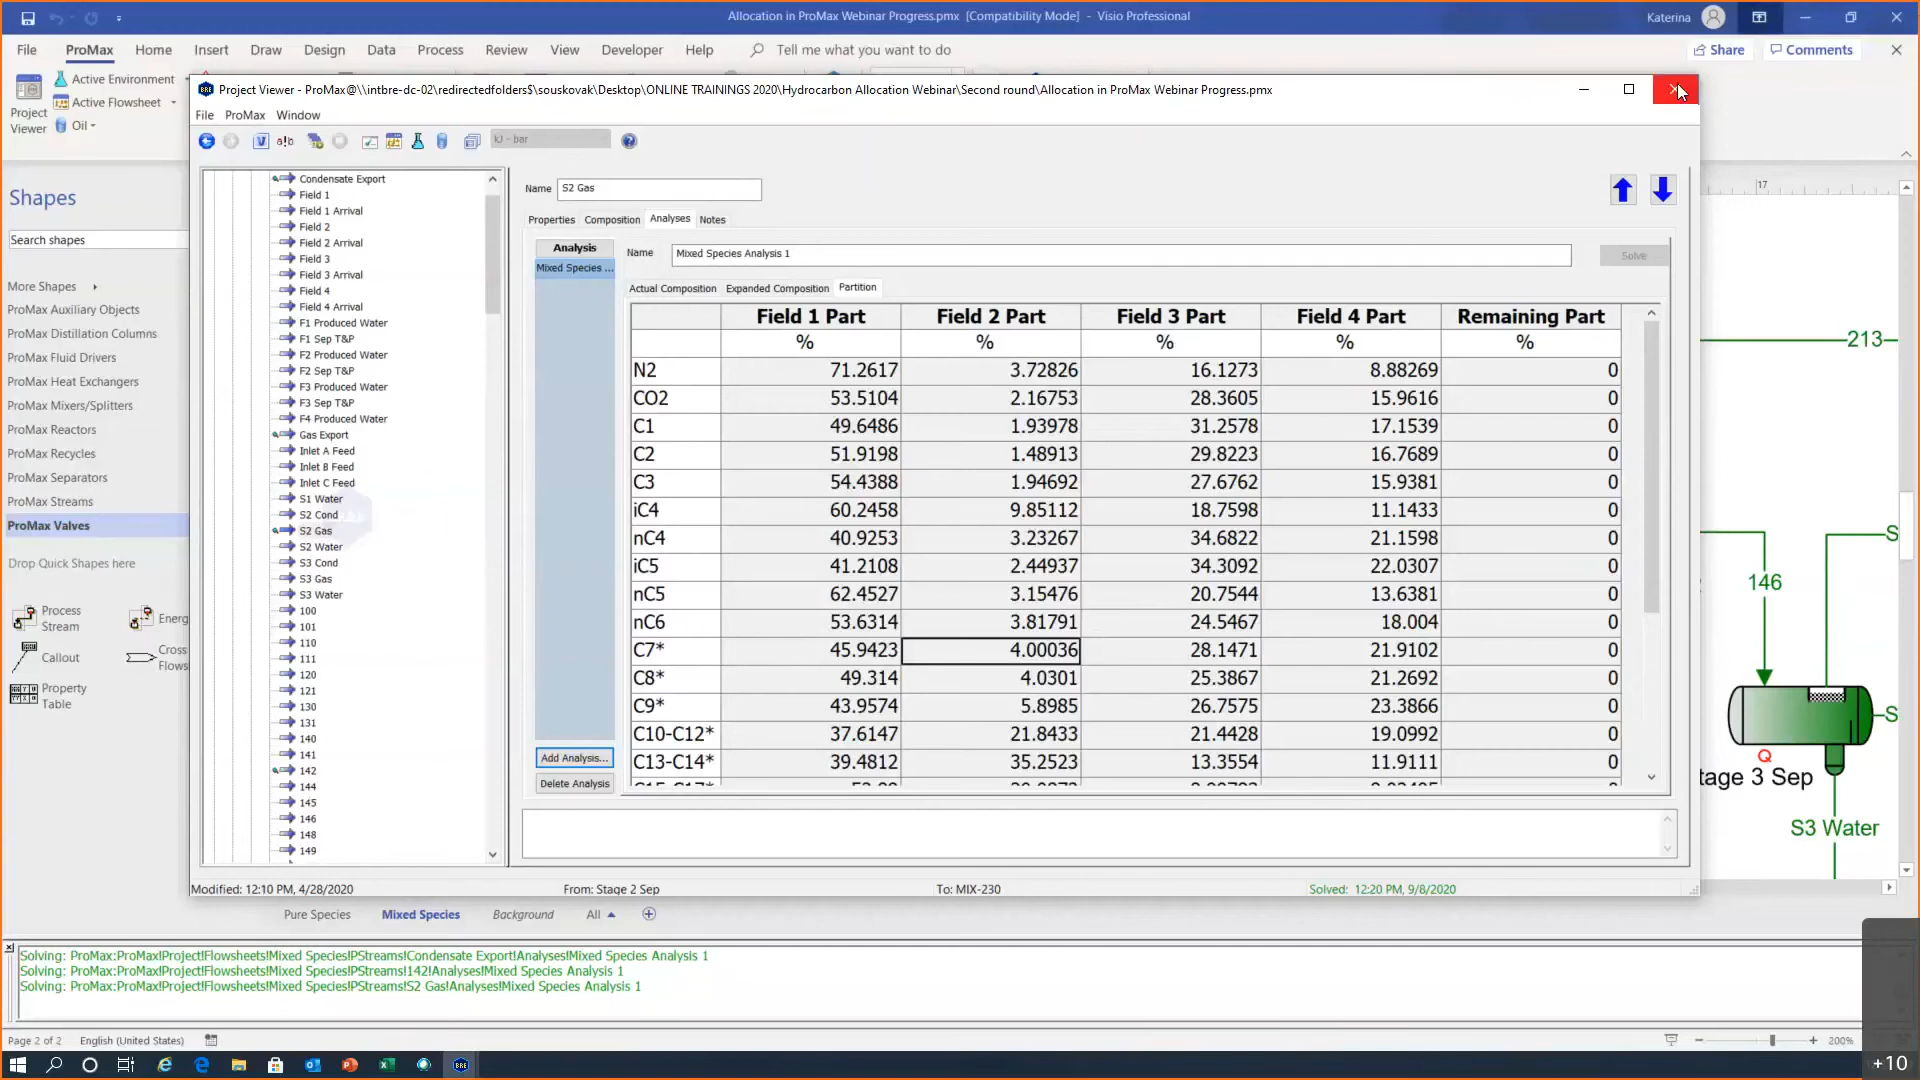 Allocation in ProMax Webinar Progress.pmx [Compatibility Mode] - Visio Professional
Katerina
File ProMax Home Insert Draw Design Data Process Review View Developer Help Tell me what you want to do
Share Comments
Project Viewer
Active Environment
Active Flowsheet
Oil
Project Viewer - ProMax@\\intbre-dc-02\redirectedfolders$\souskovak\Desktop\ONLINE TRAININGS 2020\Hydrocarbon Allocation Webinar\Second round\Allocation in ProMax Webinar Progress.pmx
File ProMax Window
kJ - bar
Shapes
Search shapes
More Shapes
ProMax Auxiliary Objects
ProMax Distillation Columns
ProMax Fluid Drivers
ProMax Heat Exchangers
ProMax Mixers/Splitters
ProMax Reactors
ProMax Recycles
ProMax Separators
ProMax Streams
ProMax Valves
Drop Quick Shapes here
Process Stream
Energ
Callout
Cross Flows
Property Table
Condensate Export
Field 1
Field 1 Arrival
Field 2
Field 2 Arrival
Field 3
Field 3 Arrival
Field 4
Field 4 Arrival
F1 Produced Water
F1 Sep T&P
F2 Produced Water
F2 Sep T&P
F3 Produced Water
F3 Sep T&P
F4 Produced Water
Gas Export
Inlet A Feed
Inlet B Feed
Inlet C Feed
S1 Water
S2 Cond
S2 Gas
S2 Water
S3 Cond
S3 Gas
S3 Water
100
101
110
111
120
121
130
131
140
141
142
144
145
146
148
149
Name S2 Gas
Properties Composition Analyses Notes
Analysis
Mixed Species ...
Add Analysis...
Delete Analysis
Name Mixed Species Analysis 1
Solve
Actual Composition Expanded Composition Partition
Field 1 Part Field 2 Part Field 3 Part Field 4 Part Remaining Part
% % % % %
N2 71.2617 3.72826 16.1273 8.88269 0
CO2 53.5104 2.16753 28.3605 15.9616 0
C1 49.6486 1.93978 31.2578 17.1539 0
C2 51.9198 1.48913 29.8223 16.7689 0
C3 54.4388 1.94692 27.6762 15.9381 0
iC4 60.2458 9.85112 18.7598 11.1433 0
nC4 40.9253 3.23267 34.6822 21.1598 0
iC5 41.2108 2.44937 34.3092 22.0307 0
nC5 62.4527 3.15476 20.7544 13.6381 0
nC6 53.6314 3.81791 24.5467 18.004 0
C7* 45.9423 4.00036 28.1471 21.9102 0
C8* 49.314 4.0301 25.3867 21.2692 0
C9* 43.9574 5.8985 26.7575 23.3866 0
C10-C12* 37.6147 21.8433 21.4428 19.0992 0
C13-C14* 39.4812 35.2523 13.3554 11.9111 0
Modified: 12:10 PM, 4/28/2020 From: Stage 2 Sep To: MIX-230 Solved: 12:20 PM, 9/8/2020
17
213
S
146
S
Q
tage 3 Sep
S3 Water
Pure Species Mixed Species Background All
Solving: ProMax:ProMax!Project!Flowsheets!Mixed Species!PStreams!Condensate Export!Analyses!Mixed Species Analysis 1
Solving: ProMax:ProMax!Project!Flowsheets!Mixed Species!PStreams!142!Analyses!Mixed Species Analysis 1
Solving: ProMax:ProMax!Project!Flowsheets!Mixed Species!PStreams!S2 Gas!Analyses!Mixed Species Analysis 1
Page 2 of 2 English (United States)
200%
+10